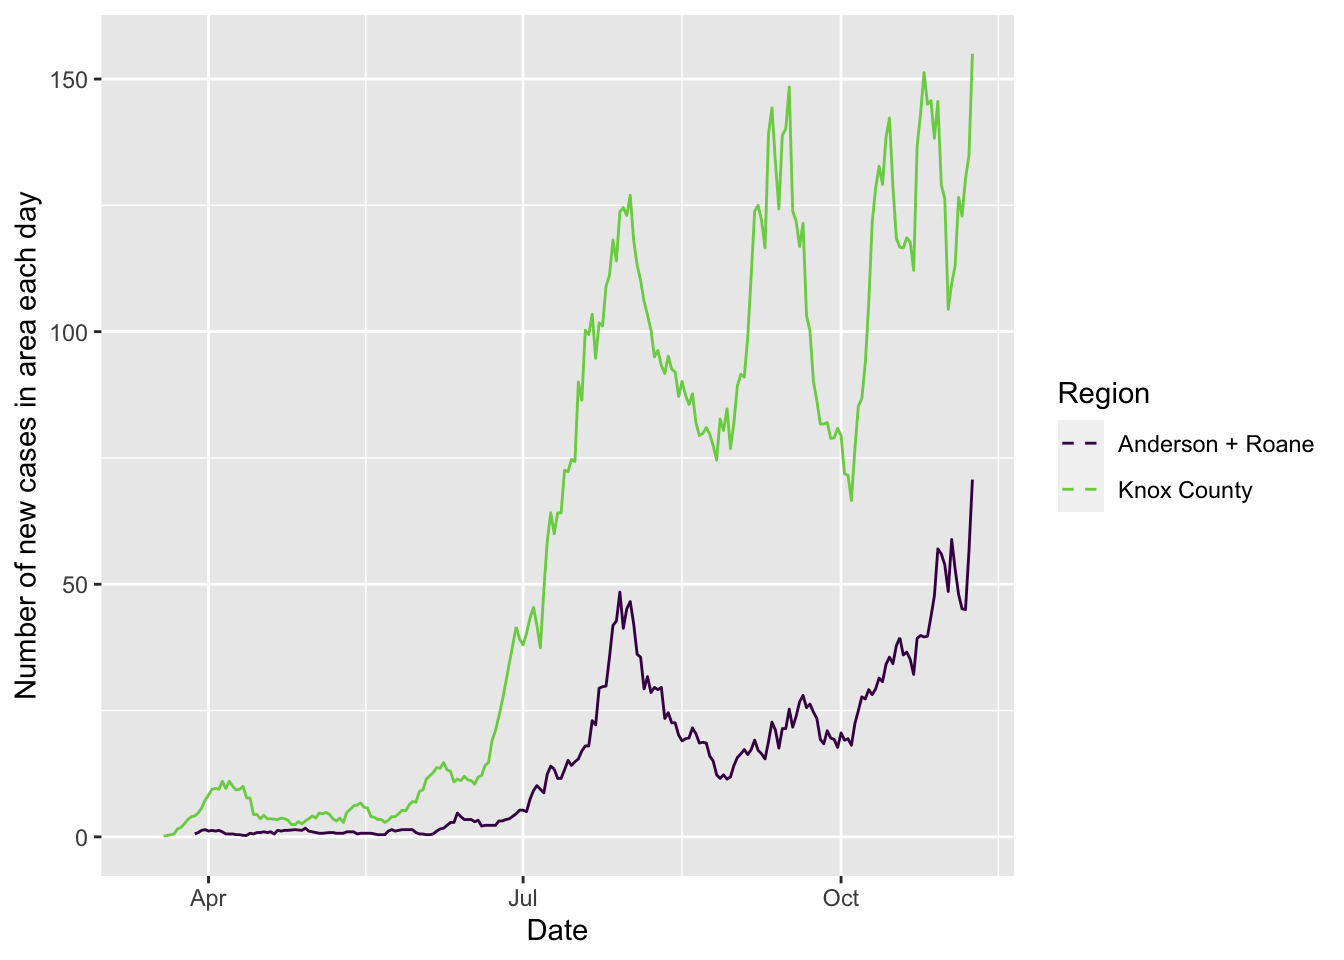 Number of new cases in area each day
150
100
50
0
Apr
Jul
Oct
Date
Region
Anderson + Roane
Knox County